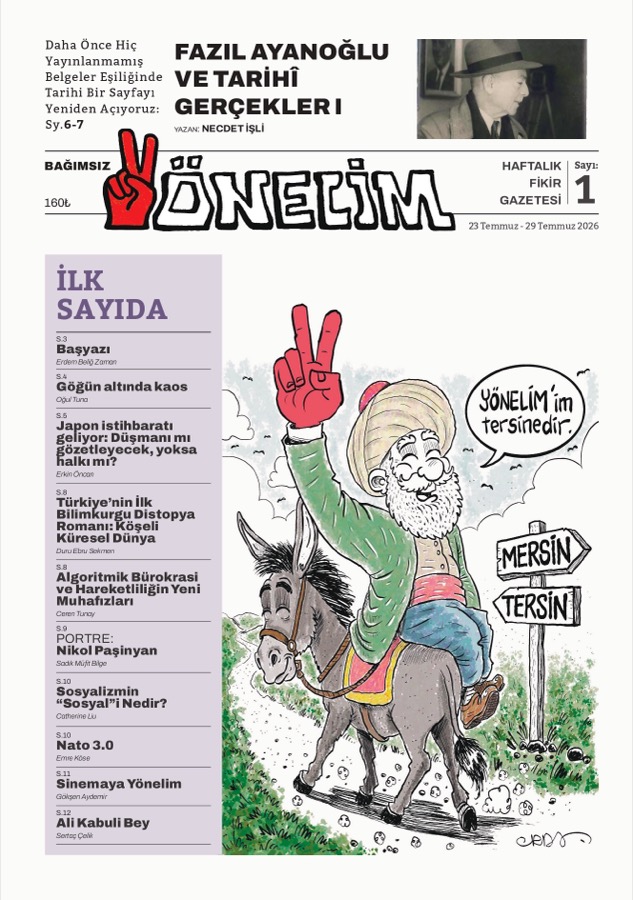 Daha Önce Hiç
Yayınlanmamış
Belgeler Eşiliğinde
Tarihi Bir Sayfayı
Yeniden Açıyoruz:
Sy.6-7
FAZIL AYANOĞLU
VE TARİHÎ
GERÇEKLER I
YAZAN: NECDET İŞLİ
BAĞIMSIZ
160₺
YÖNELİM
HAFTALIK
FİKİR
GAZETESİ
Sayı:
1
23 Temmuz - 29 Temmuz 2026
İLK
SAYIDA
S.3
Başyazı
Erdem Beliğ Zaman
S.4
Göğün altında kaos
Oğul Tuna
S.5
Japon istihbaratı
geliyor: Düşmanı mı
gözetleyecek, yoksa
halkı mı?
Erkin Öncan
S.8
Türkiye'nin İlk
Bilimkurgu Distopya
Romanı: Köşeli
Küresel Dünya
Duru Ebru Sekmen
S.8
Algoritmik Bürokrasi
ve Hareketliliğin Yeni
Muhafızları
Ceren Tunay
S.9
PORTRE:
Nikol Paşinyan
Sadık Müfit Bilge
S.10
Sosyalizmin
“Sosyal”i Nedir?
Catherine Liu
S.10
Nato 3.0
Emre Köse
S.11
Sinemaya Yönelim
Gökşen Aydemir
S.12
Ali Kabuli Bey
Sertaç Çelik
YÖNELİM'im
tersinedir.
MERSİN
TERSİN